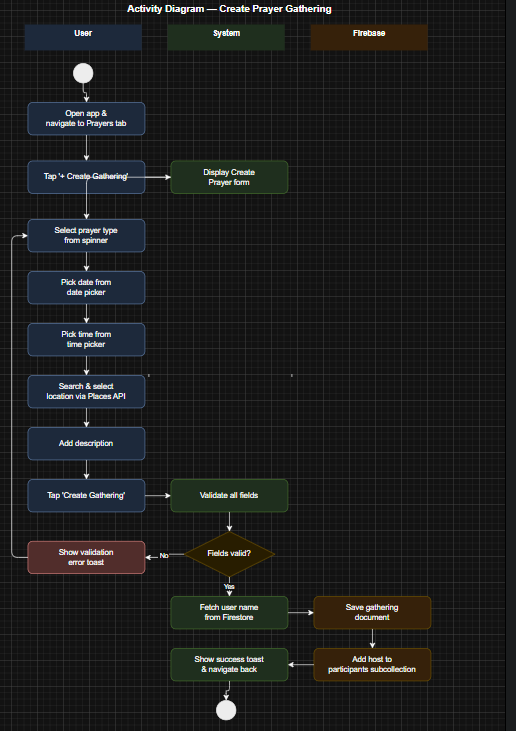 Activity Diagram — Create Prayer Gathering
User
System
Firebase
Open app &
navigate to Prayers tab
Tap '+ Create Gathering'
Display Create
Prayer form
Select prayer type
from spinner
Pick date from
date picker
Pick time from
time picker
Search & select
location via Places API
Add description
Tap 'Create Gathering'
Validate all fields
Show validation
error toast
No
Fields valid?
Yes
Fetch user name
from Firestore
Save gathering
document
Show success toast
& navigate back
Add host to
participants subcollection